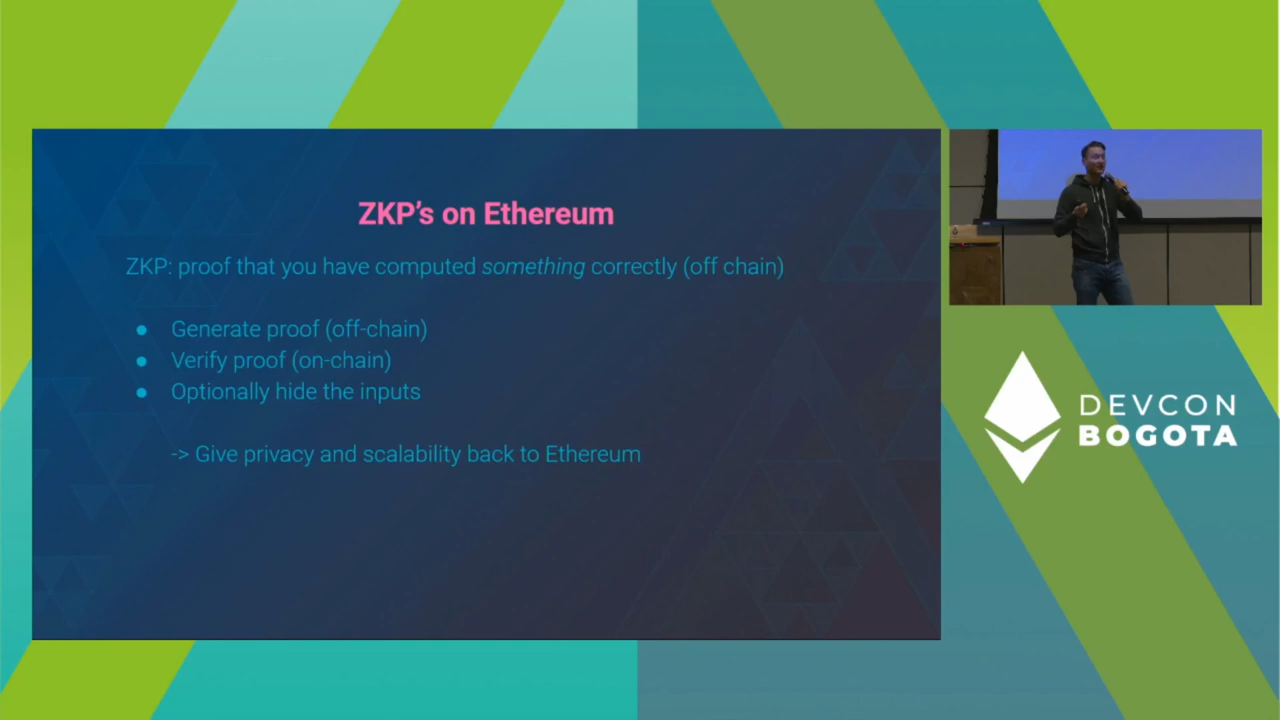 ZKP's on Ethereum
ZKP: proof that you have computed something correctly (off chain)
● Generate proof (off-chain)
● Verify proof (on-chain)
● Optionally hide the inputs
-> Give privacy and scalability back to Ethereum
DEVCON
BOGOTA